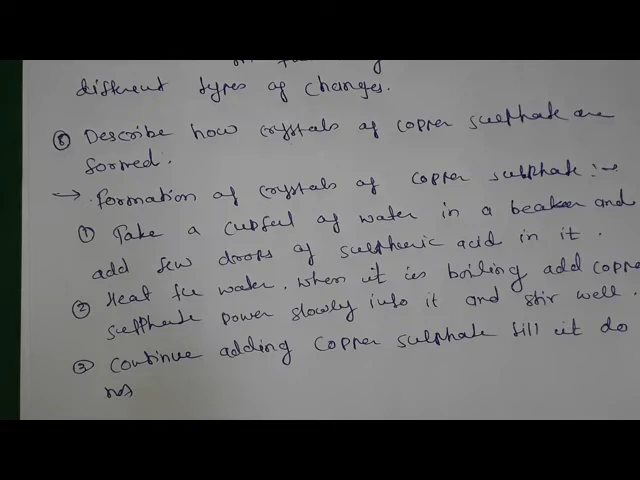 different types of changes.
⑧ Describe how crystals of copper sulphate are
formed.
→ Formation of crystals of copper sulphate :→
① Take a cupful of water in a beaker and
add few drops of sulpheric acid in it.
② Heat the water. When it is boiling add copper
sulphate power slowly into it and stir well.
③ Continue adding copper sulphate till it do
not